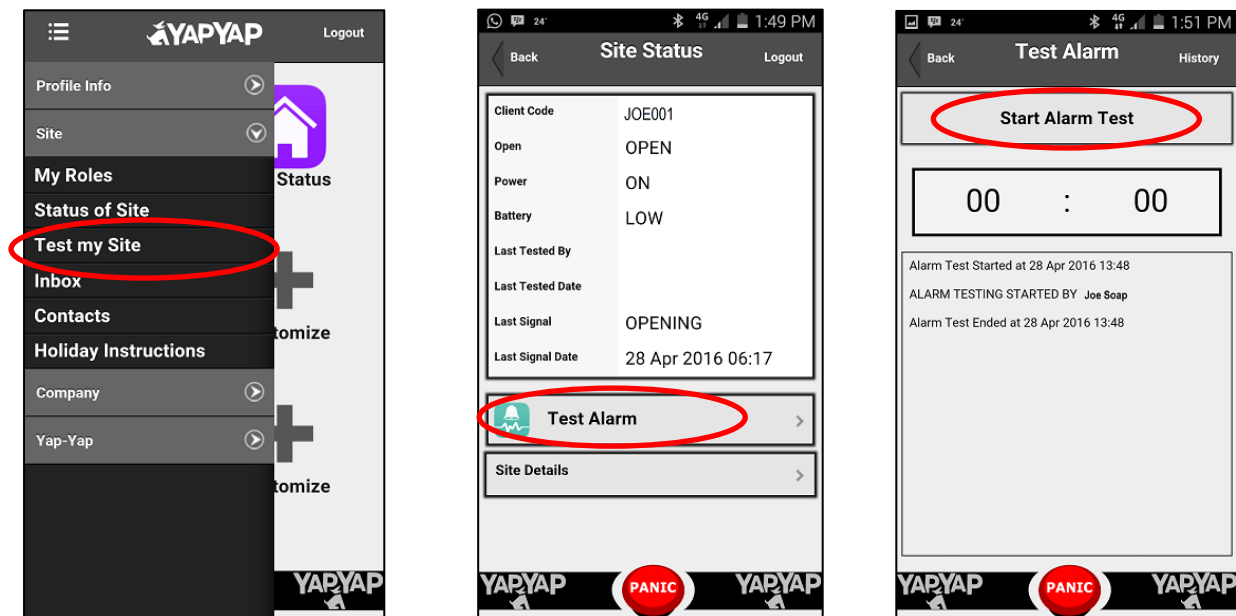 YAPYAP
Logout
Profile Info
Site
My Roles
Status of Site
Test my Site
Inbox
Contacts
Holiday Instructions
Company
Yap-Yap
Status
tomize
tomize
YAPYAP
24°
4G
1:49 PM
Back
Site Status
Logout
Client Code JOE001
Open OPEN
Power ON
Battery LOW
Last Tested By
Last Tested Date
Last Signal OPENING
Last Signal Date 28 Apr 2016 06:17
Test Alarm
Site Details
YAPYAP
PANIC
YAPYAP
24°
4G
1:51 PM
Back
Test Alarm
History
Start Alarm Test
00 : 00
Alarm Test Started at 28 Apr 2016 13:48
ALARM TESTING STARTED BY Joe Soap
Alarm Test Ended at 28 Apr 2016 13:48
YAPYAP
PANIC
YAPYAP